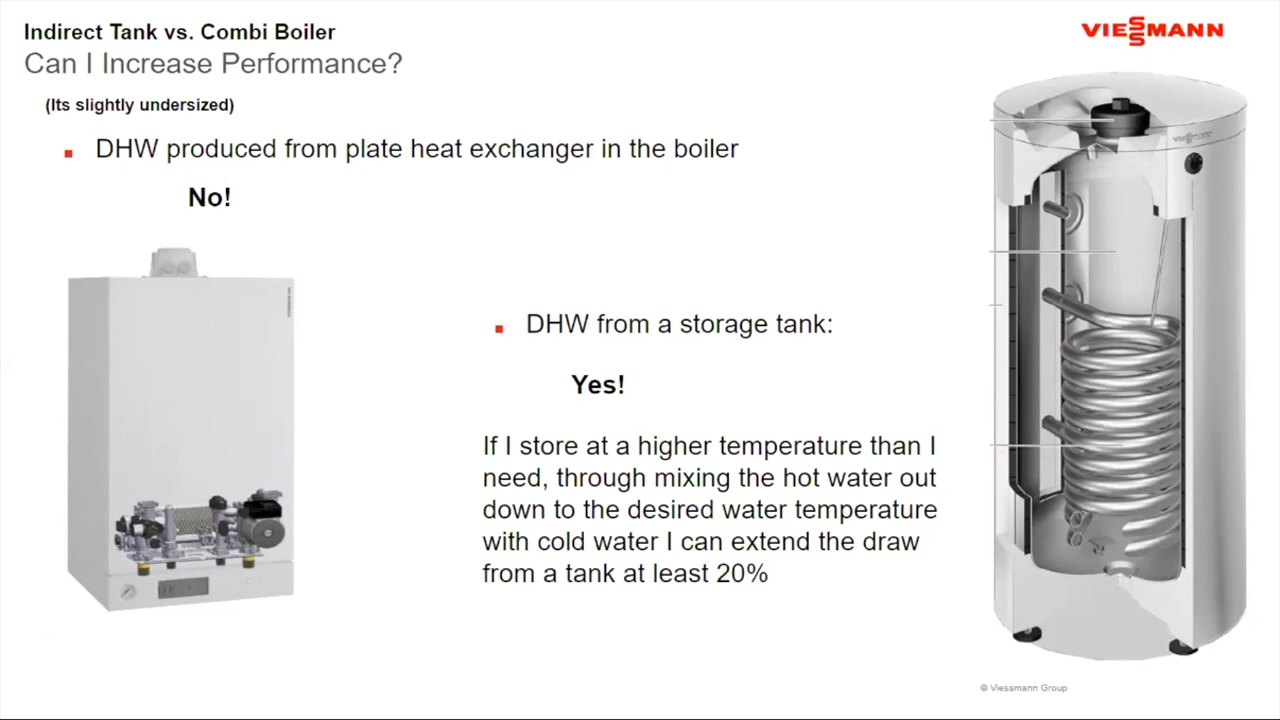 Indirect Tank vs. Combi Boiler
VIESSMANN
Can I Increase Performance?
(Its slightly undersized)
DHW produced from plate heat exchanger in the boiler
No!
DHW from a storage tank:
Yes!
If I store at a higher temperature than I
need, through mixing the hot water out
down to the desired water temperature
with cold water I can extend the draw
from a tank at least 20%
VIESSMANN
© Viessmann Group